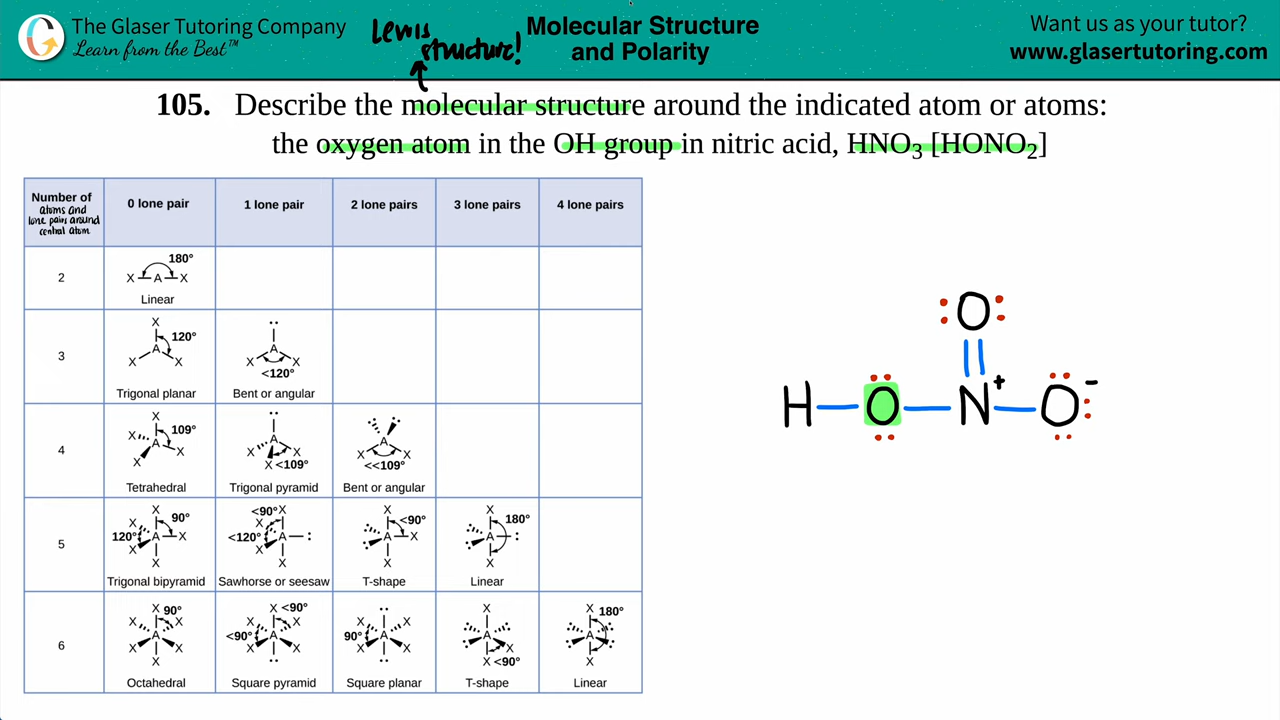 The Glaser Tutoring Company
Learn from the Best™
Lewis structure!
Molecular Structure
and Polarity
Want us as your tutor?
www.glasertutoring.com
105. Describe the molecular structure around the indicated atom or atoms:
the oxygen atom in the OH group in nitric acid, HNO3 [HONO2]
Number of atoms and lone pairs around central atom
0 lone pair
1 lone pair
2 lone pairs
3 lone pairs
4 lone pairs
2
180°
X A X
Linear
3
X
120°
A
X X
Trigonal planar
A
X X
<120°
Bent or angular
4
X
109°
X A
X
X
Tetrahedral
A
X X
X <109°
Trigonal pyramid
A
X X
<<109°
Bent or angular
5
X
90°
X
120° A X
X
X
Trigonal bipyramid
<90° X
X
<120° A :
X
X
Sawhorse or seesaw
X
<90°
A X
X
T-shape
X
180°
A :
X
Linear
6
X 90°
X X
A
X X
X
Octahedral
X <90°
X X
<90° A
X X
Square pyramid
X X
90° A
X X
Square planar
X
A
X
X <90°
T-shape
X 180°
A
X
Linear
O
H O N + O −